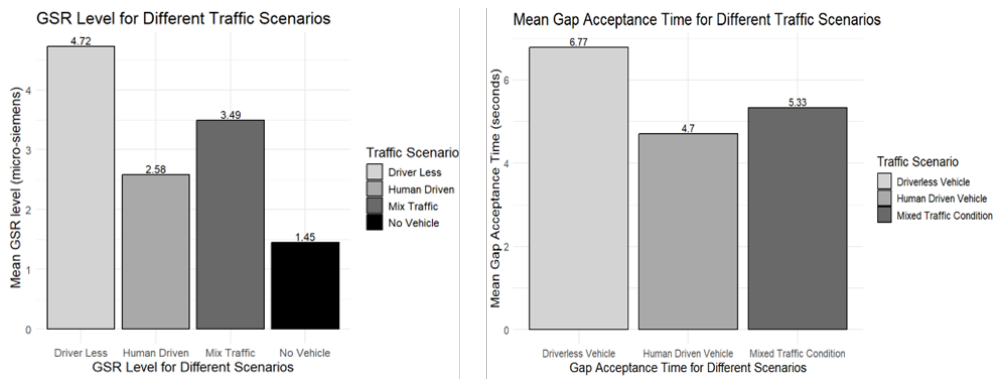 GSR Level for Different Traffic Scenarios
4.72
2.58
3.49
1.45
Mean GSR level (micro-siemens)
4
3
2
1
0
Driver Less Human Driven Mix Traffic No Vehicle
GSR Level for Different Scenarios
Traffic Scenario
Driver Less
Human Driven
Mix Traffic
No Vehicle
Mean Gap Acceptance Time for Different Traffic Scenarios
6.77
4.7
5.33
Mean Gap Acceptance Time (seconds)
6
4
2
0
Driverless Vehicle Human Driven Vehicle Mixed Traffic Condition
Gap Acceptance Time for Different Scenarios
Traffic Scenario
Driverless Vehicle
Human Driven Vehicle
Mixed Traffic Condition